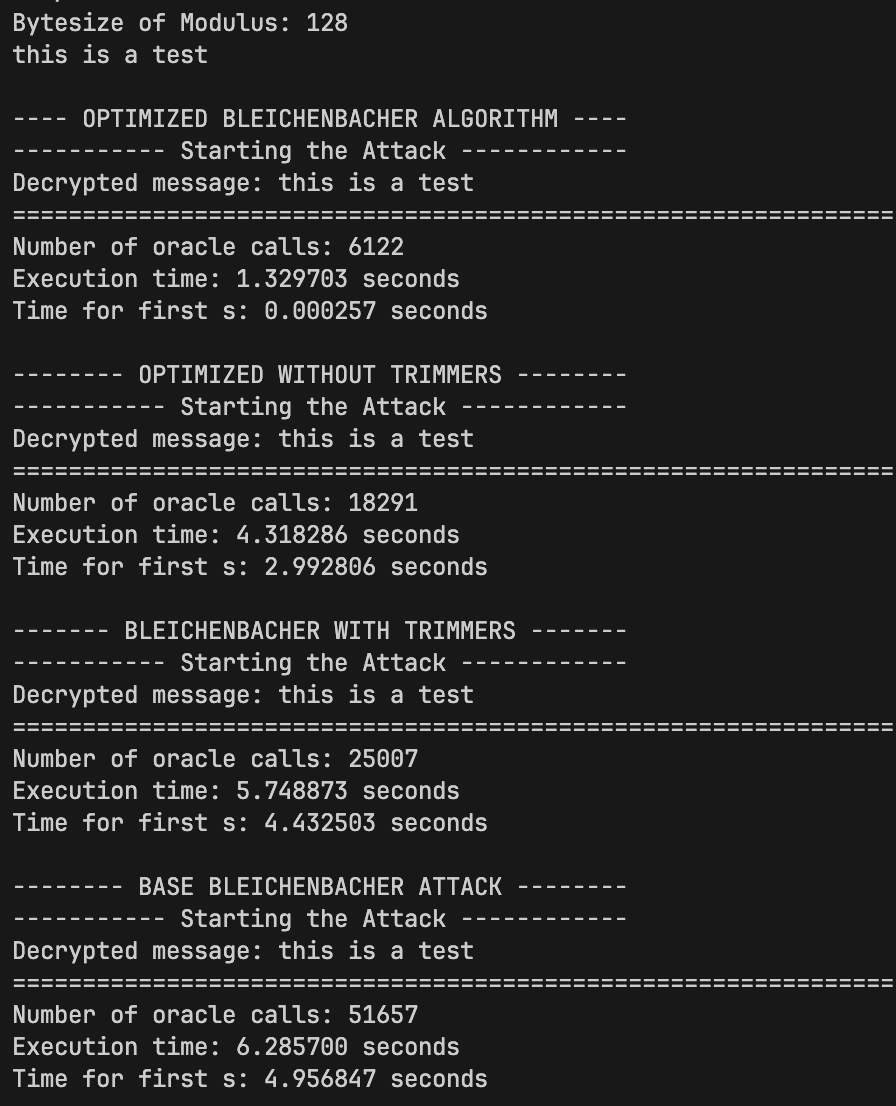 Bytesize of Modulus: 128
this is a test
---- OPTIMIZED BLEICHENBACHER ALGORITHM ----
----------- Starting the Attack ------------
Decrypted message: this is a test
===============================================================
Number of oracle calls: 6122
Execution time: 1.329703 seconds
Time for first s: 0.000257 seconds
-------- OPTIMIZED WITHOUT TRIMMERS --------
----------- Starting the Attack ------------
Decrypted message: this is a test
===============================================================
Number of oracle calls: 18291
Execution time: 4.318286 seconds
Time for first s: 2.992806 seconds
------- BLEICHENBACHER WITH TRIMMERS -------
----------- Starting the Attack ------------
Decrypted message: this is a test
===============================================================
Number of oracle calls: 25007
Execution time: 5.748873 seconds
Time for first s: 4.432503 seconds
-------- BASE BLEICHENBACHER ATTACK --------
----------- Starting the Attack ------------
Decrypted message: this is a test
===============================================================
Number of oracle calls: 51657
Execution time: 6.285700 seconds
Time for first s: 4.956847 seconds